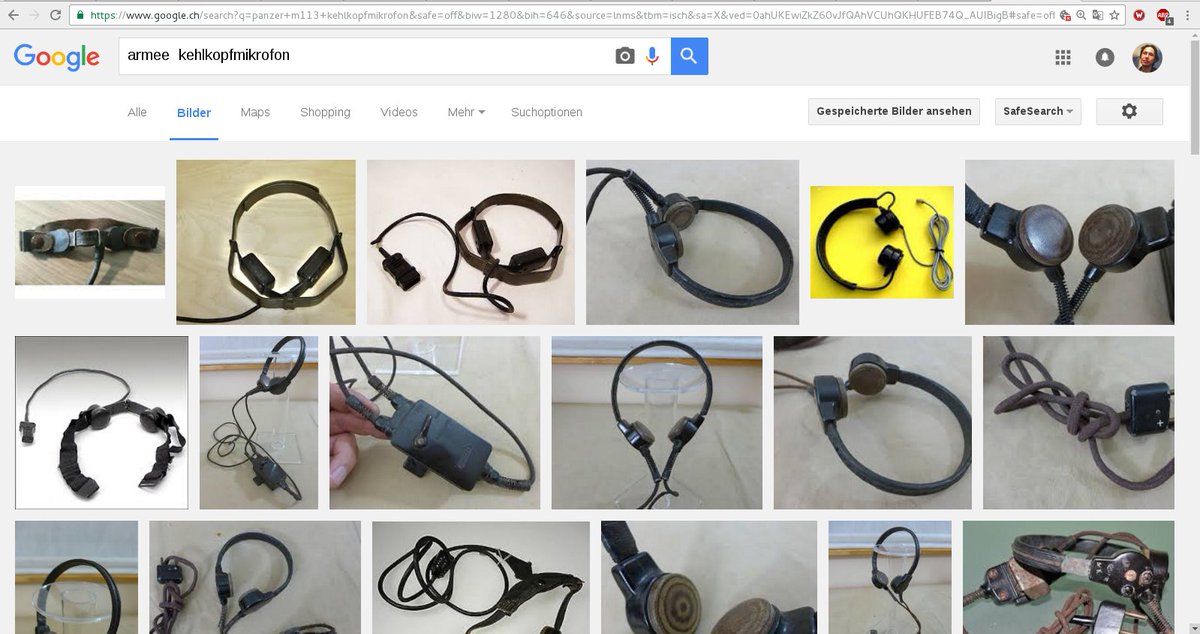 https://www.google.ch/search?q=panzer+m113+kehlkopfmikrofon&safe=off&biw=1280&bih=646&source=lnms&tbm=isch&sa=X&ved=0ahUKEwiZkZ60vJfQAhVCUhQKHUFEB74Q_AUIBigB#safe=off
Google
armee kehlkopfmikrofon
Alle Bilder Maps Shopping Videos Mehr Suchoptionen Gespeicherte Bilder ansehen SafeSearch